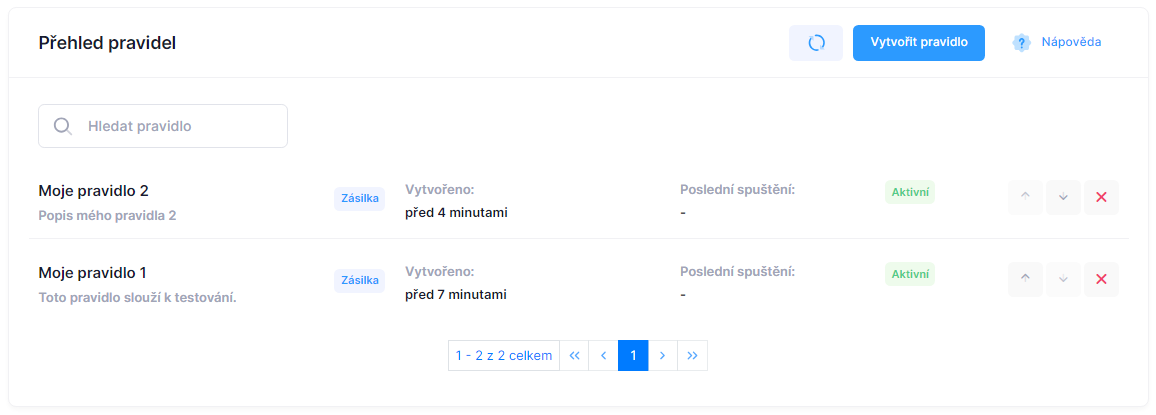 Přehled pravidel
Vytvořit pravidlo
? Nápověda
Hledat pravidlo
Moje pravidlo 2
Popis mého pravidla 2
Zásilka
Vytvořeno:
před 4 minutami
Poslední spuštění:
-
Aktivní
Moje pravidlo 1
Toto pravidlo slouží k testování.
Zásilka
Vytvořeno:
před 7 minutami
Poslední spuštění:
-
Aktivní
1 - 2 z 2 celkem « ‹ 1 › »